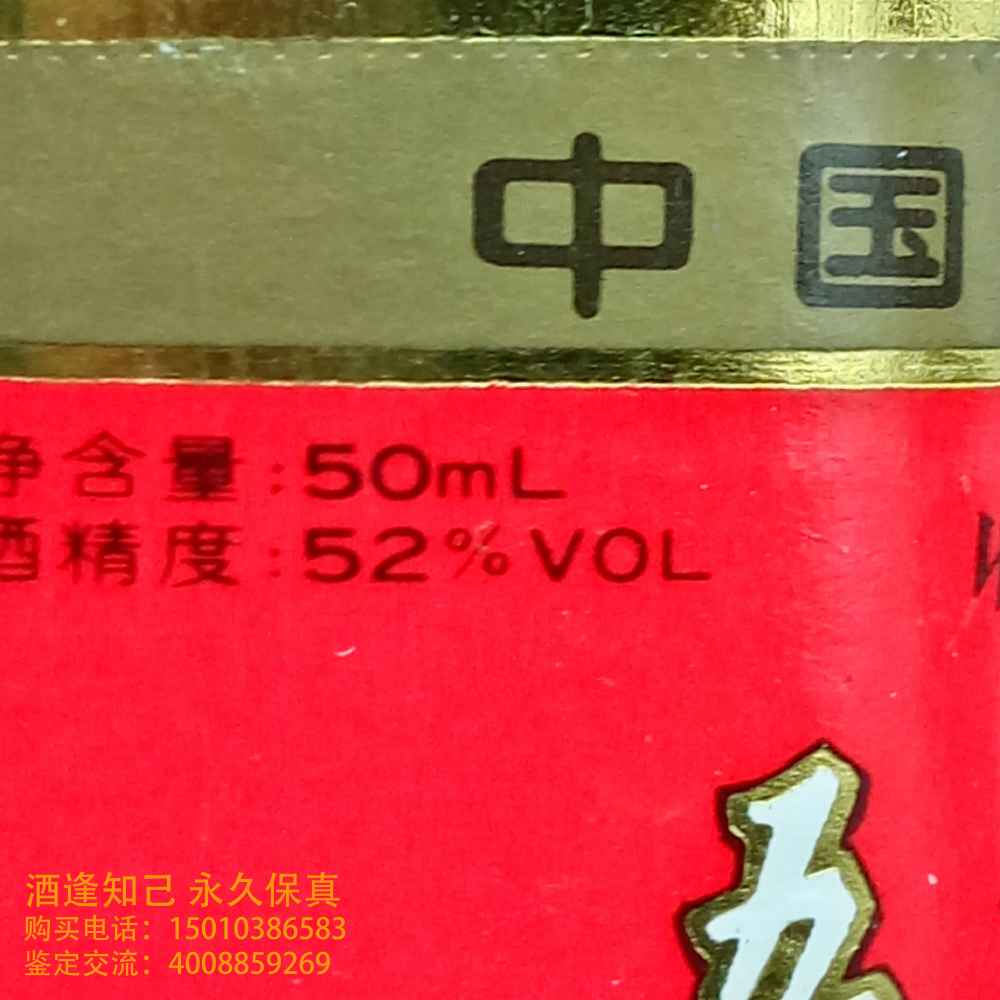 中国
净含量:50mL
酒精度:52%VOL
五
酒逢知己 永久保真
购买电话：15010386583
鉴定交流：4008859269